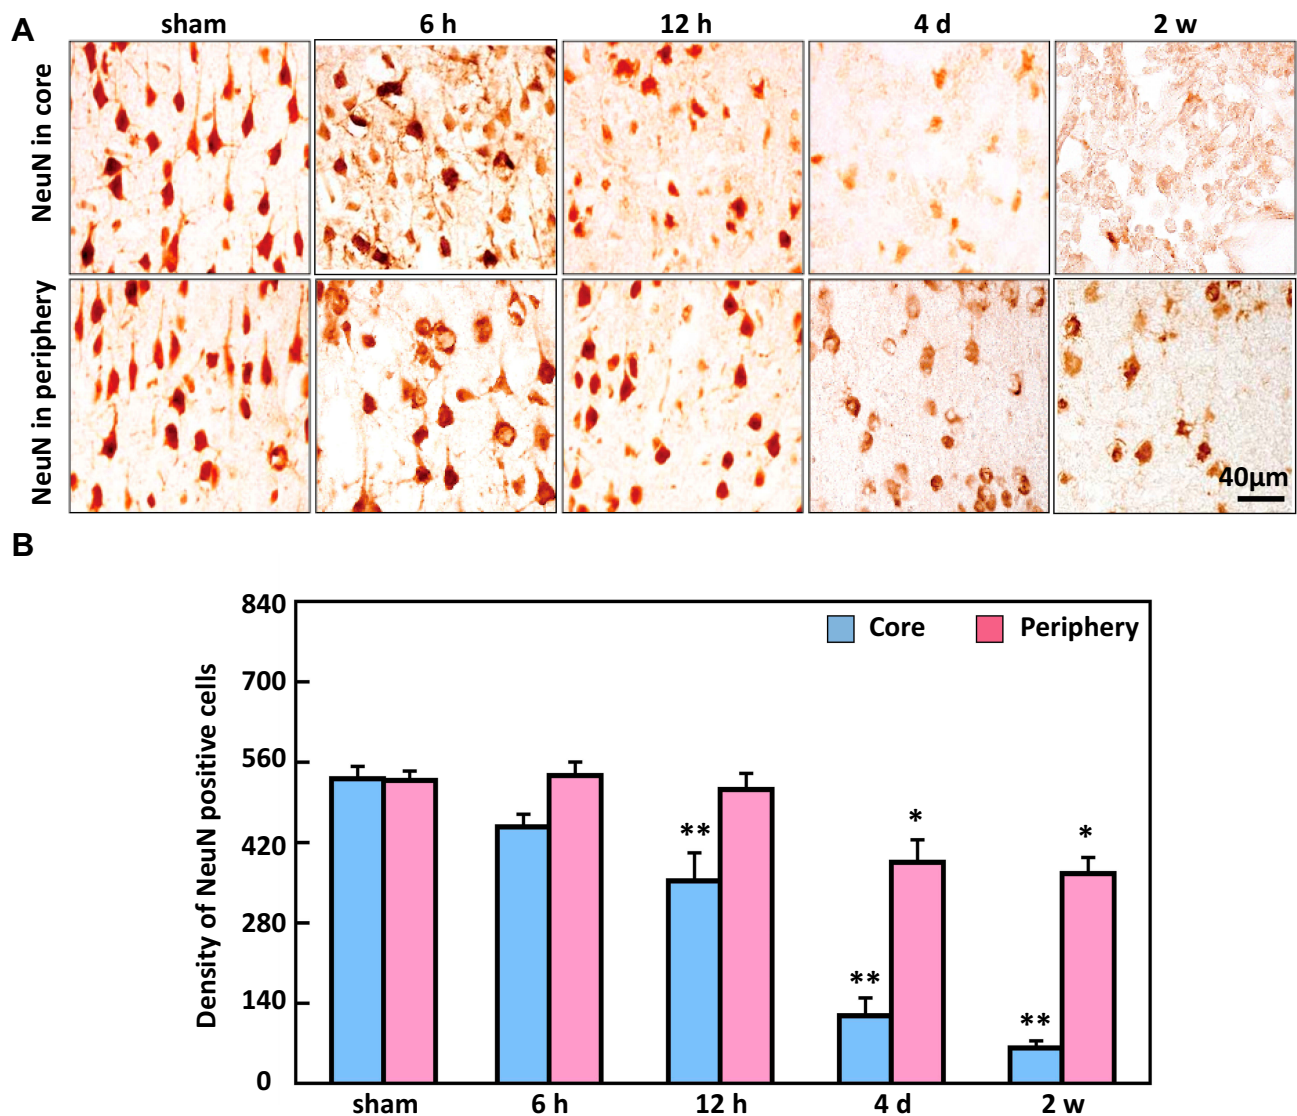 A
sham 6 h 12 h 4 d 2 w
NeuN in core
NeuN in periphery
40μm
B
Density of NeuN positive cells
840
700
560
420
280
140
0
Core Periphery
**
*
*
**
**
sham 6 h 12 h 4 d 2 w